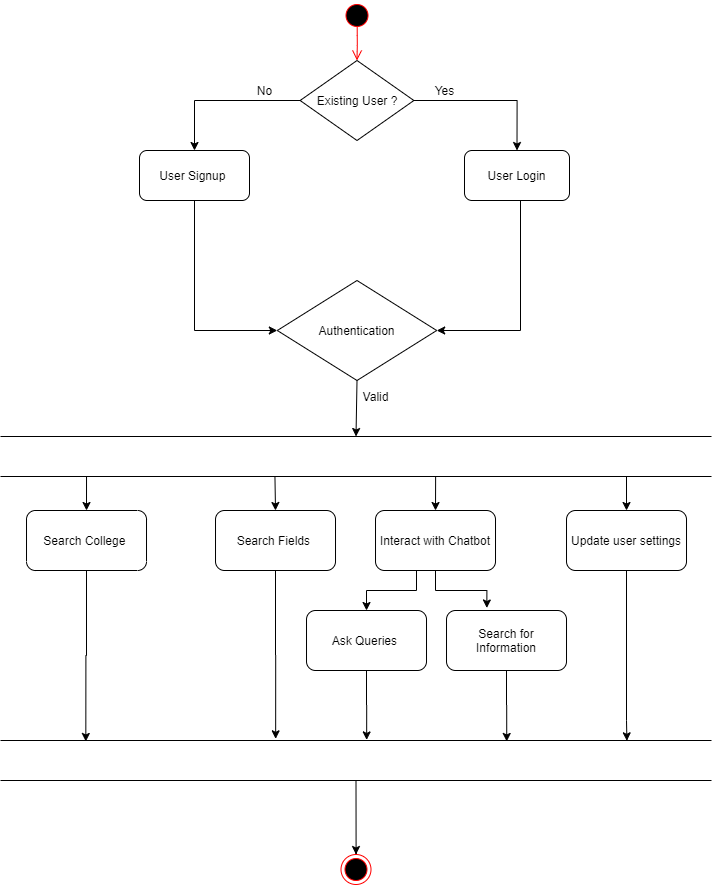 No
Yes
Existing User ?
User Signup
User Login
Authentication
Valid
Search College
Search Fields
Interact with Chatbot
Update user settings
Ask Queries
Search for
Information